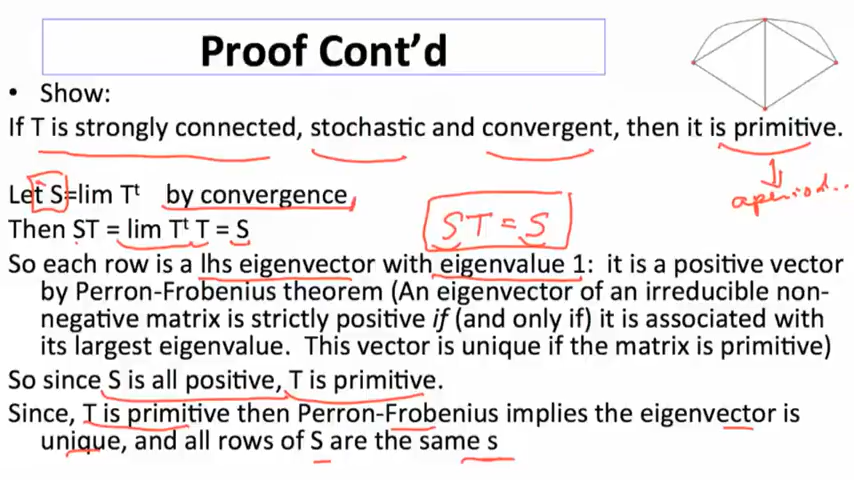 Proof Cont'd
• Show:
If T is strongly connected, stochastic and convergent, then it is primitive.
Let S=lim Tᵗ by convergence
Then ST = lim Tᵗ T = S
ST = S
So each row is a lhs eigenvector with eigenvalue 1: it is a positive vector
by Perron-Frobenius theorem (An eigenvector of an irreducible non-
negative matrix is strictly positive if (and only if) it is associated with
its largest eigenvalue. This vector is unique if the matrix is primitive)
So since S is all positive, T is primitive.
Since, T is primitive then Perron-Frobenius implies the eigenvector is
unique, and all rows of S are the same s